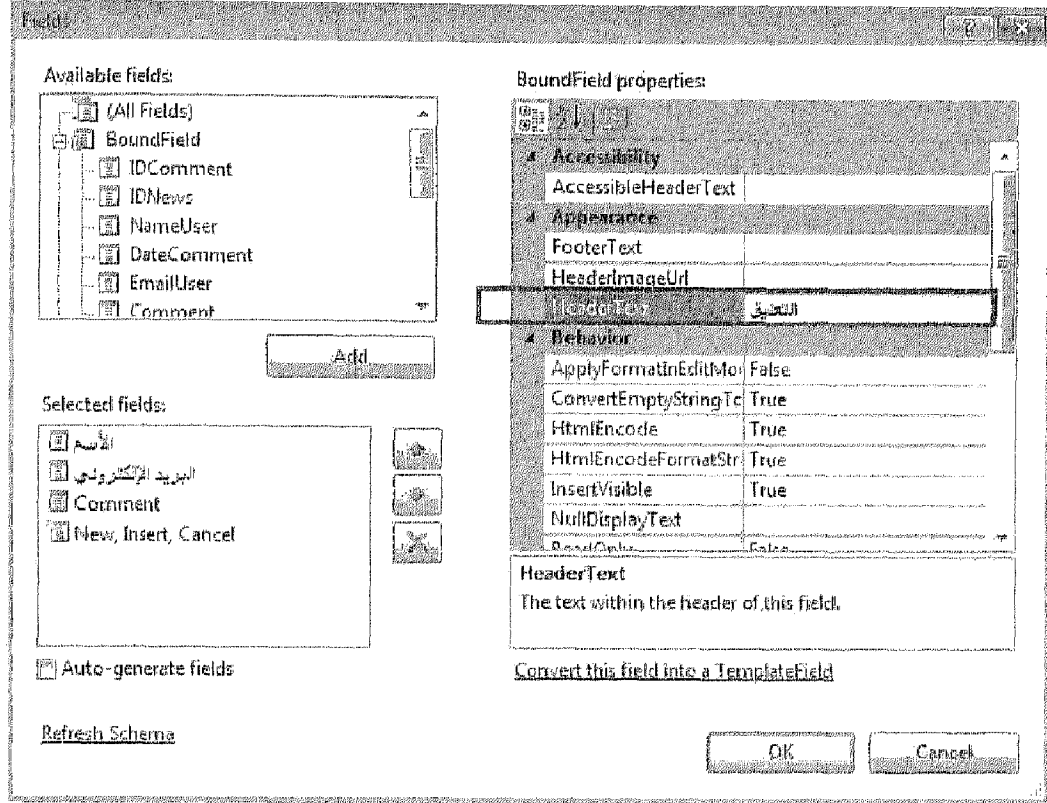 Fields
Available fields:
(All Fields)
BoundField
IDComment
IDNews
NameUser
DateComment
EmailUser
Comment
Add
Selected fields:
الأسم
البريد الإلكتروني
Comment
New, Insert, Cancel
Auto-generate fields
Refresh Schema
BoundField properties:
Accessibility
AccessibleHeaderText
Appearance
FooterText
HeaderImageUrl
HeaderText التعليق
Behavior
ApplyFormatInEditMo False
ConvertEmptyStringTo True
HtmlEncode True
HtmlEncodeFormatStr True
InsertVisible True
NullDisplayText
ReadOnly False
HeaderText
The text within the header of this field.
Convert this field into a TemplateField
OK
Cancel